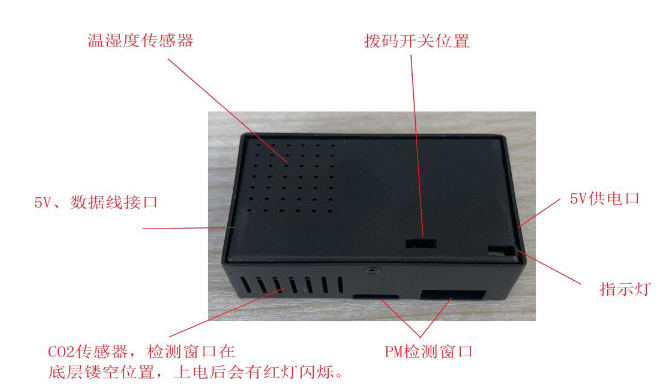 温湿度传感器
拨码开关位置
5V、数据线接口
5V供电口
指示灯
CO2传感器，检测窗口在
底层镂空位置，上电后会有红灯闪烁。
PM检测窗口